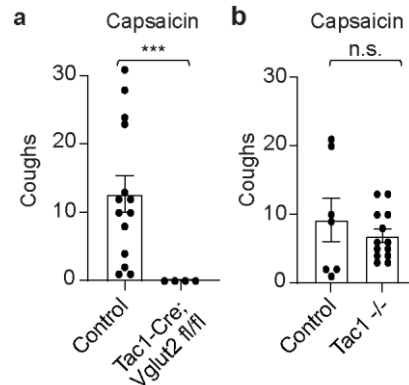 a
Capsaicin
***
Coughs
30
20
10
0
Control
Tac1-Cre;
Vglut2 fl/fl
b
Capsaicin
n.s.
Coughs
30
20
10
0
Control
Tac1 -/-